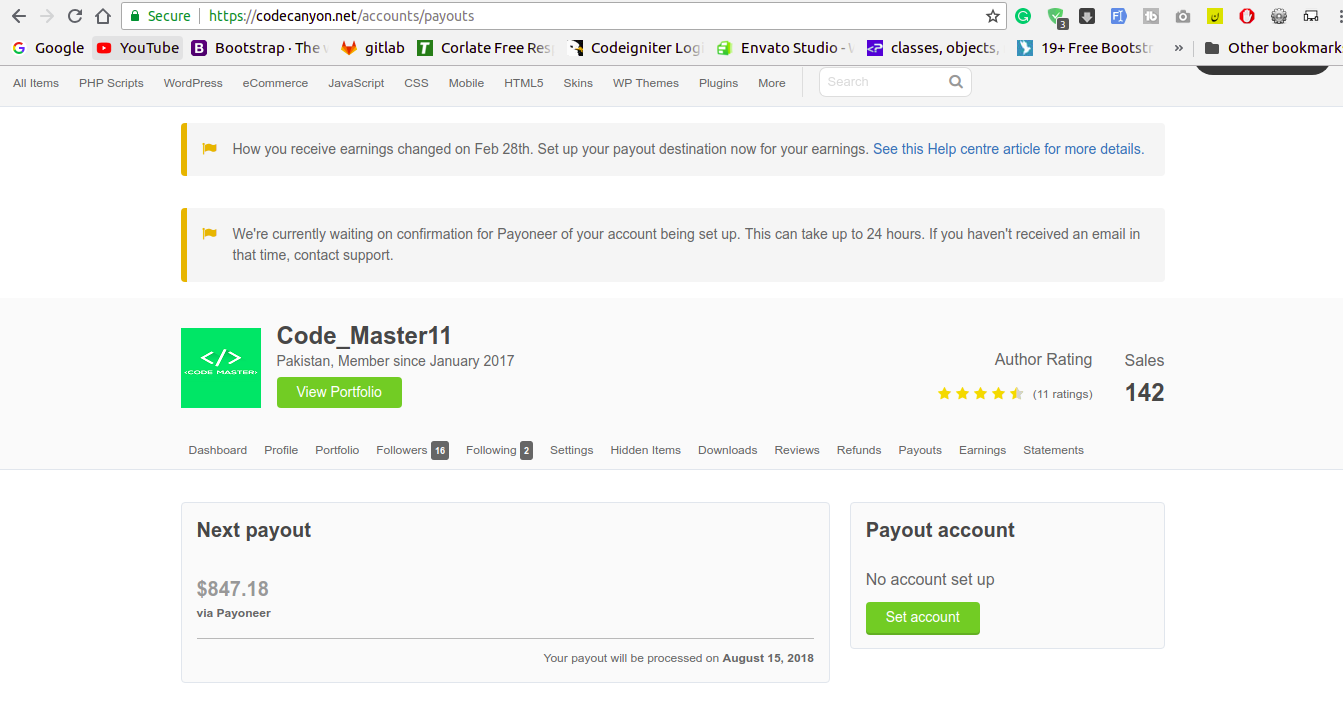 Secure https://codecanyon.net/accounts/payouts
3
Google YouTube Bootstrap · The gitlab Corlate Free Res Codeigniter Logi Envato Studio - classes, objects, 19+ Free Bootstr » Other bookmark
All Items PHP Scripts WordPress eCommerce JavaScript CSS Mobile HTML5 Skins WP Themes Plugins More Search
How you receive earnings changed on Feb 28th. Set up your payout destination now for your earnings. See this Help centre article for more details.
We're currently waiting on confirmation for Payoneer of your account being set up. This can take up to 24 hours. If you haven't received an email in
that time, contact support.
</>
<CODE MASTER>
Code_Master11
Pakistan, Member since January 2017
View Portfolio
Author Rating Sales
(11 ratings) 142
Dashboard Profile Portfolio Followers 16 Following 2 Settings Hidden Items Downloads Reviews Refunds Payouts Earnings Statements
Next payout
$847.18
via Payoneer
Your payout will be processed on August 15, 2018
Payout account
No account set up
Set account